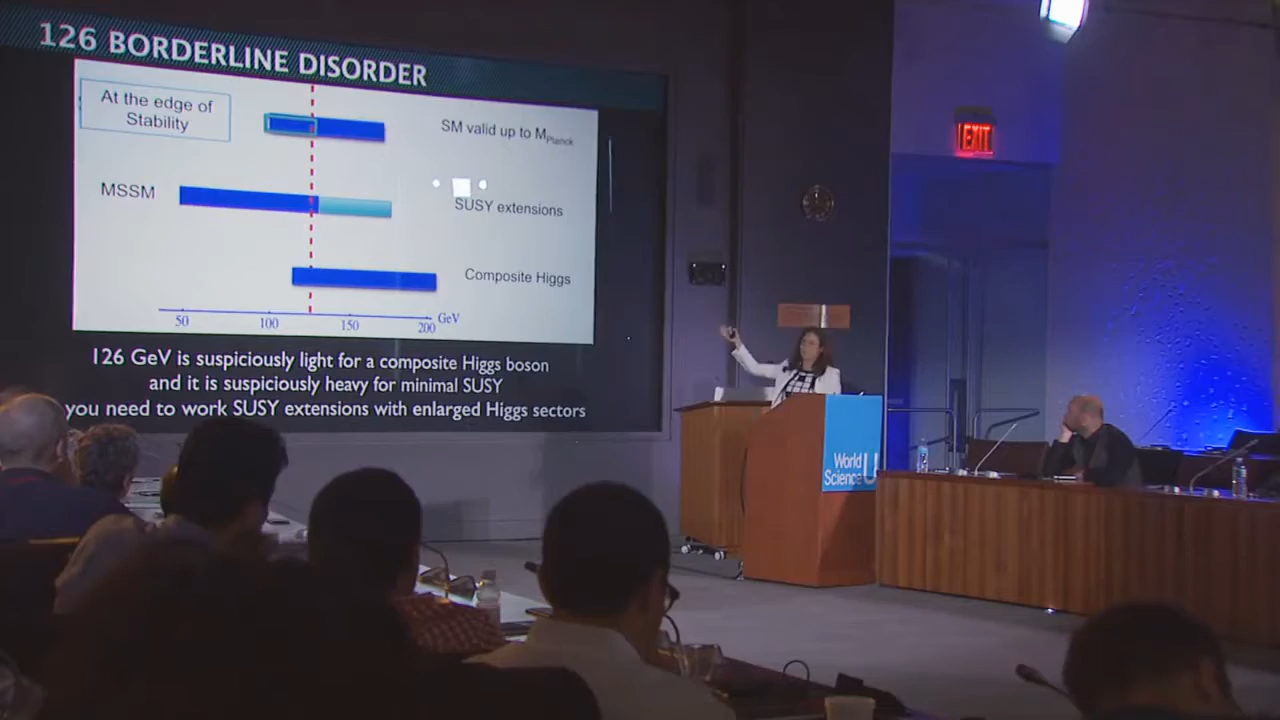 126 BORDERLINE DISORDER
At the edge of
Stability
SM valid up to MPlanck
MSSM
SUSY extensions
Composite Higgs
50 100 150 200 GeV
126 GeV is suspiciously light for a composite Higgs boson
and it is suspiciously heavy for minimal SUSY
you need to work SUSY extensions with enlarged Higgs sectors
EXIT
World
Science U